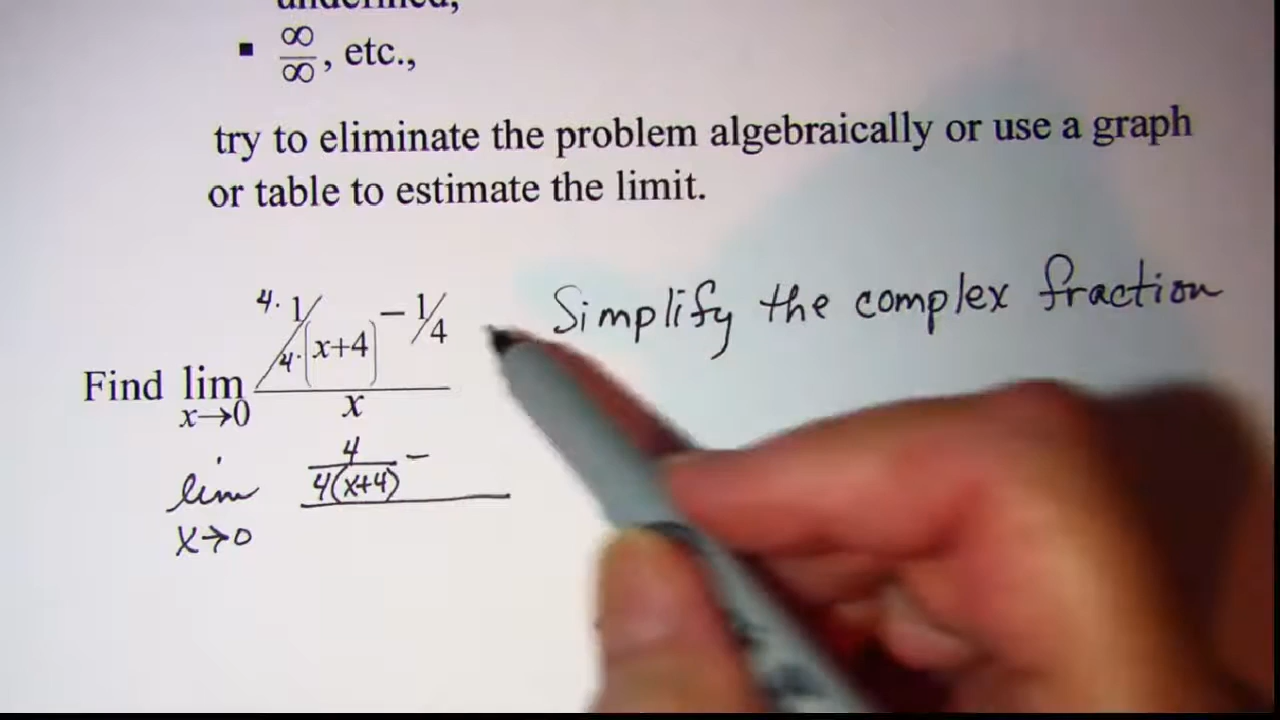 undefined,
▪ ∞/∞, etc.,
try to eliminate the problem algebraically or use a graph
or table to estimate the limit.
4·1/4·(x+4) − 1/4 Simplify the complex fraction
Find lim x→0
x
lim x→0 4/4(x+4) −